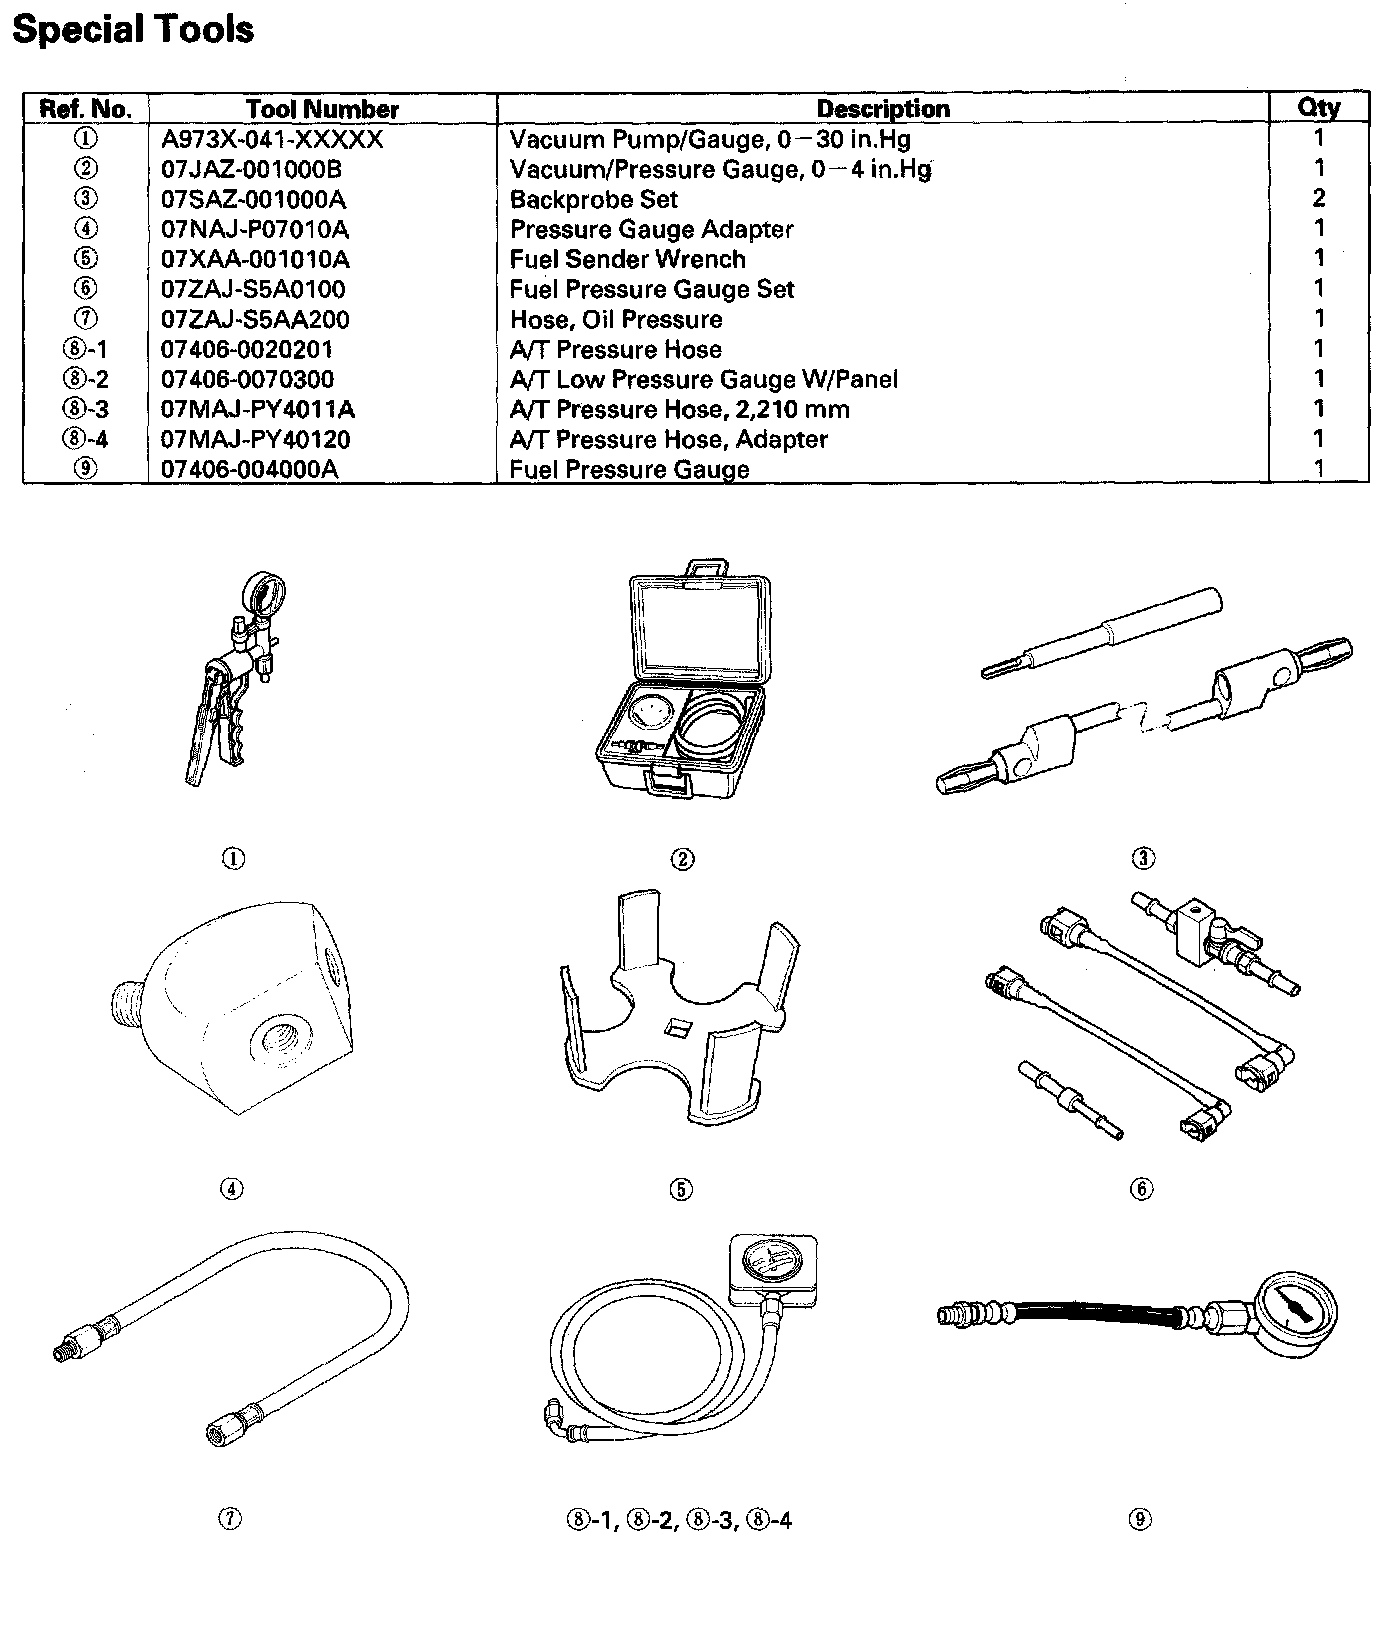 Special Tools
Ref. No. Tool Number Description Qty
① A973X-041-XXXXX Vacuum Pump/Gauge, 0－30 in.Hg 1
② 07JAZ-001000B Vacuum/Pressure Gauge, 0－4 in.Hg 1
③ 07SAZ-001000A Backprobe Set 2
④ 07NAJ-P07010A Pressure Gauge Adapter 1
⑤ 07XAA-001010A Fuel Sender Wrench 1
⑥ 07ZAJ-S5A0100 Fuel Pressure Gauge Set 1
⑦ 07ZAJ-S5AA200 Hose, Oil Pressure 1
⑧-1 07406-0020201 A/T Pressure Hose 1
⑧-2 07406-0070300 A/T Low Pressure Gauge W/Panel 1
⑧-3 07MAJ-PY4011A A/T Pressure Hose, 2,210 mm 1
⑧-4 07MAJ-PY40120 A/T Pressure Hose, Adapter 1
⑨ 07406-004000A Fuel Pressure Gauge 1
① ② ③
④ ⑤ ⑥
⑦ ⑧-1, ⑧-2, ⑧-3, ⑧-4 ⑨